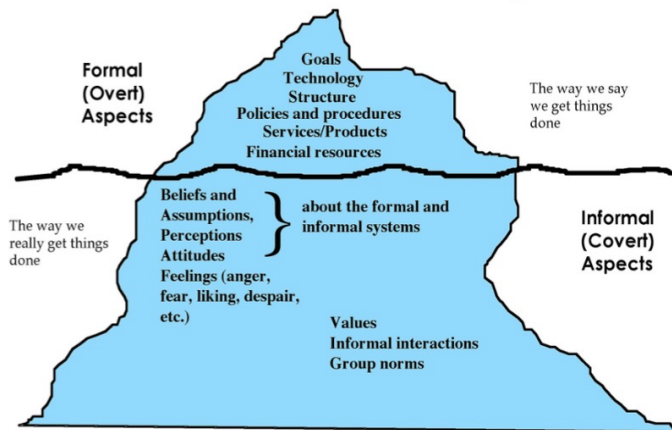 Formal
(Overt)
Aspects
Goals
Technology
Structure
Policies and procedures
Services/Products
Financial resources
The way we say
we get things
done
The way we
really get things
done
Beliefs and
Assumptions,
Perceptions
Attitudes
Feelings (anger,
fear, liking, despair,
etc.)
about the formal and
informal systems
Informal
(Covert)
Aspects
Values
Informal interactions
Group norms